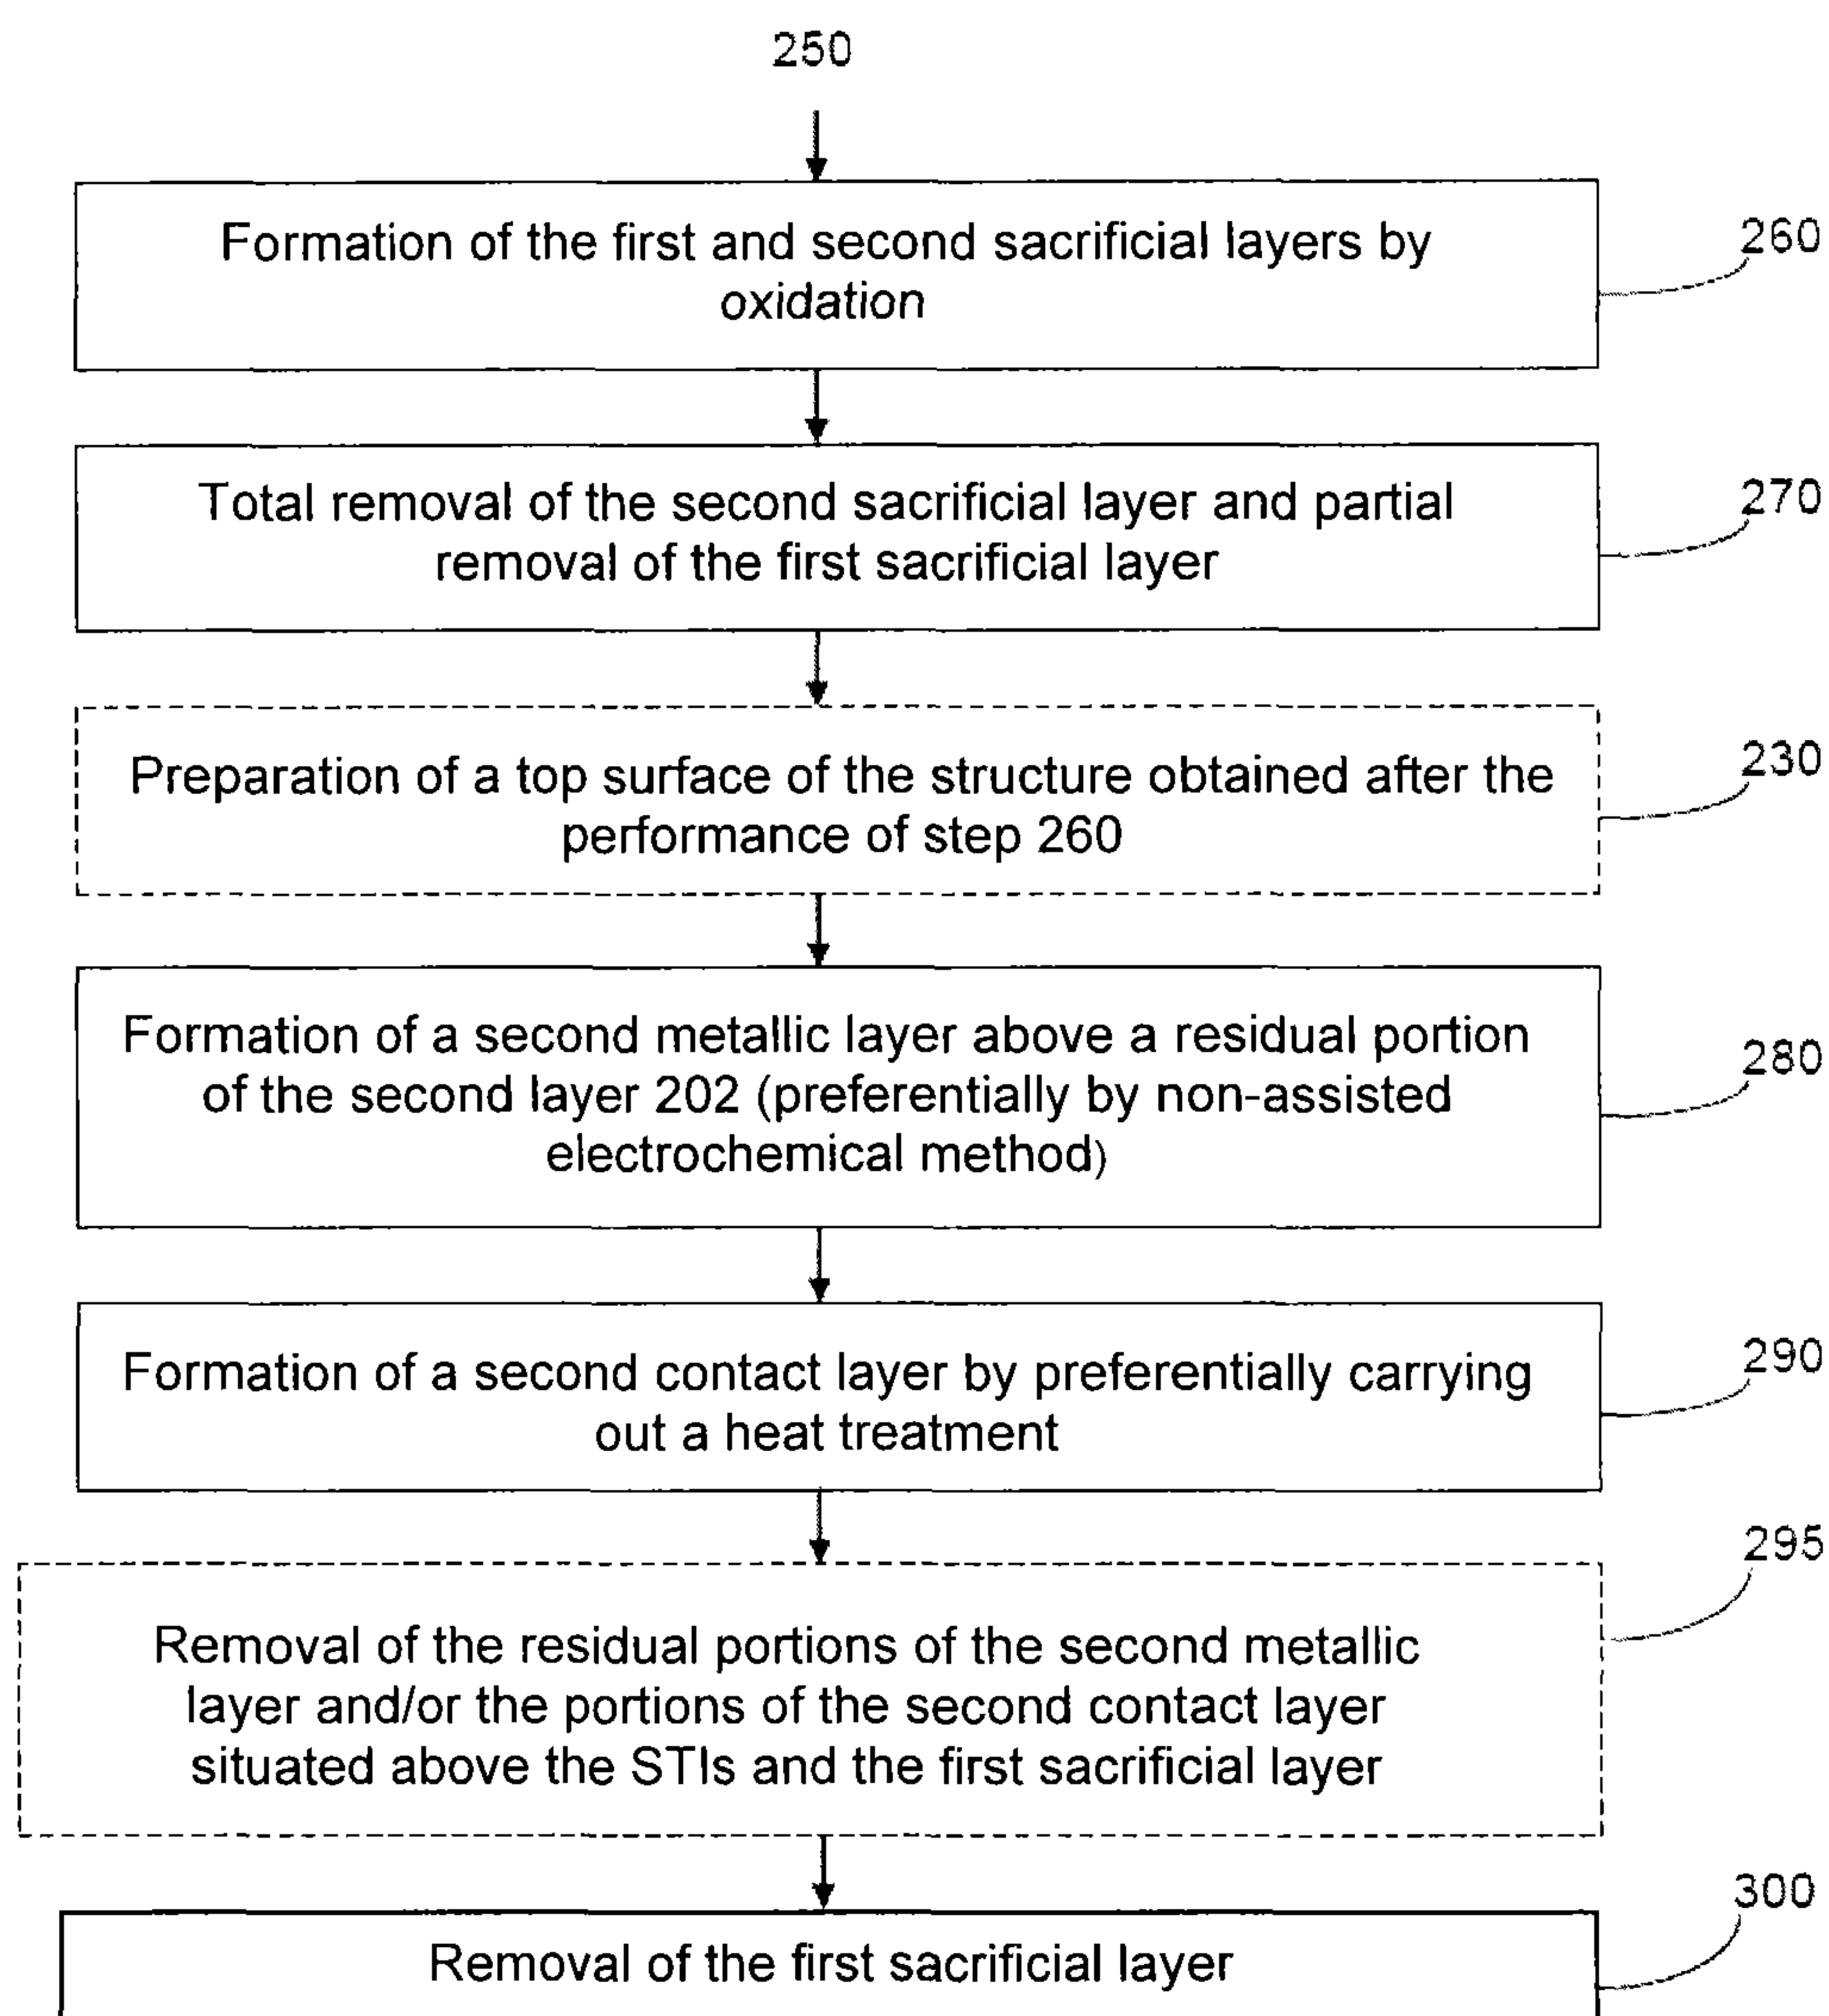 250
Formation of the first and second sacrificial layers by
oxidation
260
Total removal of the second sacrificial layer and partial
removal of the first sacrificial layer
270
Preparation of a top surface of the structure obtained after the
performance of step 260
230
Formation of a second metallic layer above a residual portion
of the second layer 202 (preferentially by non-assisted
electrochemical method)
280
Formation of a second contact layer by preferentially carrying
out a heat treatment
290
Removal of the residual portions of the second metallic
layer and/or the portions of the second contact layer
situated above the STIs and the first sacrificial layer
295
Removal of the first sacrificial layer
300